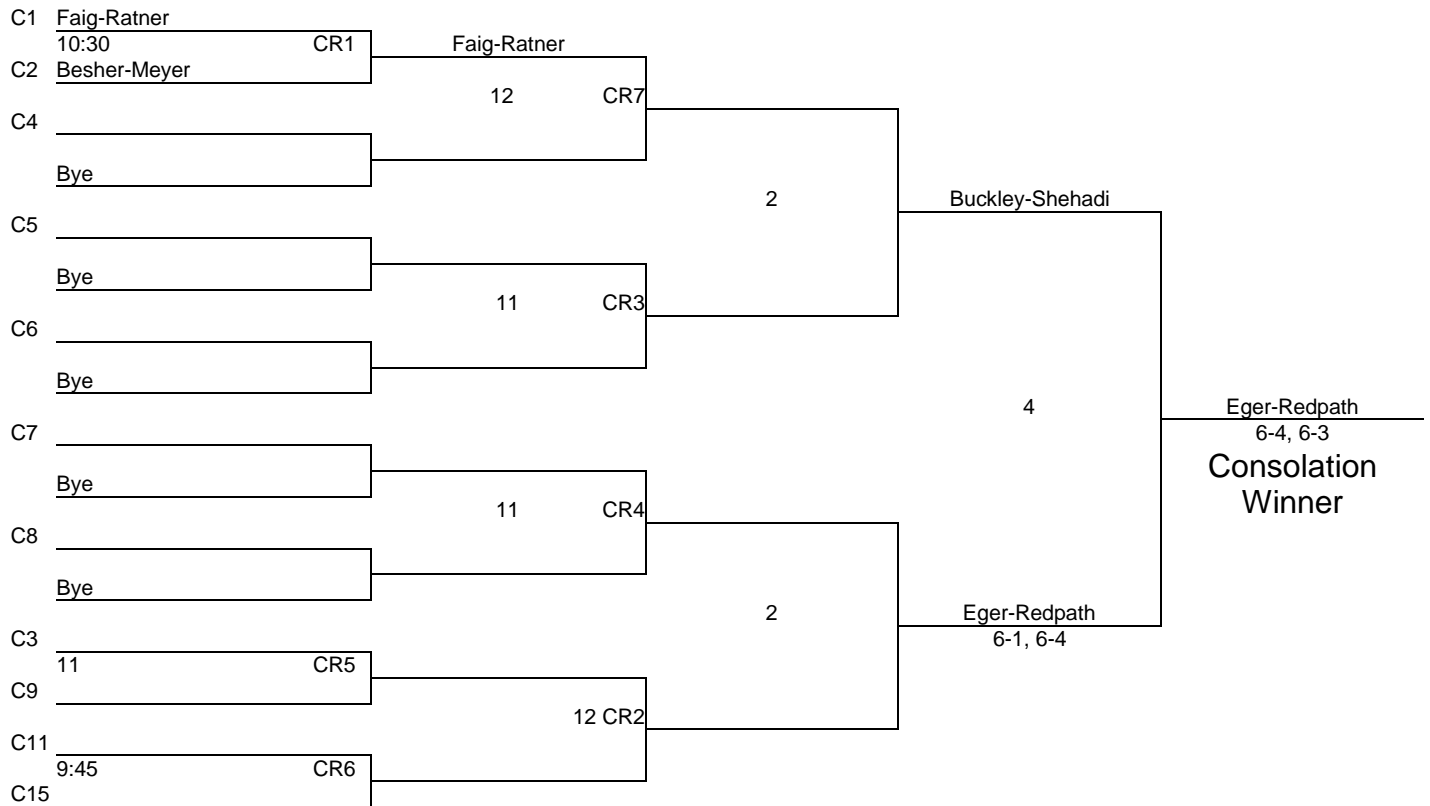 C1 Faig-Ratner
10:30 CR1 Faig-Ratner
C2 Besher-Meyer
12 CR7
C4
Bye
2 Buckley-Shehadi
C5
Bye
11 CR3
C6
Bye
4 Eger-Redpath
C7 6-4, 6-3
Consolation
Bye
Winner
11 CR4
C8
Bye
2 Eger-Redpath
C3 6-1, 6-4
11 CR5
C9
12 CR2
C11
9:45 CR6
C15